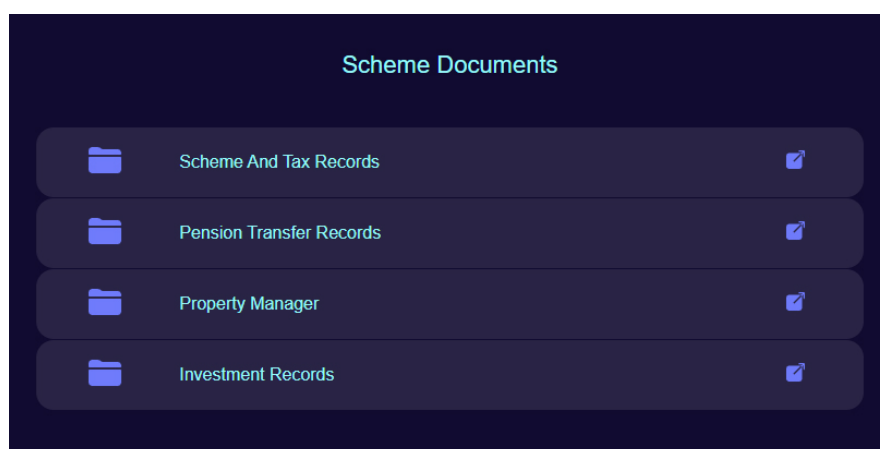 Scheme Documents
Scheme And Tax Records
Pension Transfer Records
Property Manager
Investment Records